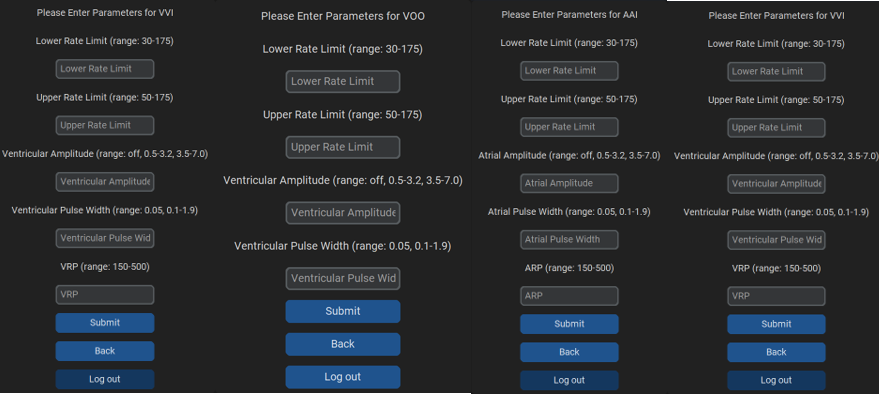 Please Enter Parameters for VVI
Lower Rate Limit (range: 30-175)
Lower Rate Limit
Upper Rate Limit (range: 50-175)
Upper Rate Limit
Ventricular Amplitude (range: off, 0.5-3.2, 3.5-7.0)
Ventricular Amplitude
Ventricular Pulse Width (range: 0.05, 0.1-1.9)
Ventricular Pulse Wid
VRP (range: 150-500)
VRP
Submit
Back
Log out
Please Enter Parameters for VOO
Lower Rate Limit (range: 30-175)
Lower Rate Limit
Upper Rate Limit (range: 50-175)
Upper Rate Limit
Ventricular Amplitude (range: off, 0.5-3.2, 3.5-7.0)
Ventricular Amplitude
Ventricular Pulse Width (range: 0.05, 0.1-1.9)
Ventricular Pulse Wid
Submit
Back
Log out
Please Enter Parameters for AAI
Lower Rate Limit (range: 30-175)
Lower Rate Limit
Upper Rate Limit (range: 50-175)
Upper Rate Limit
Atrial Amplitude (range: off, 0.5-3.2, 3.5-7.0)
Atrial Amplitude
Atrial Pulse Width (range: 0.05, 0.1-1.9)
Atrial Pulse Width
ARP (range: 150-500)
ARP
Submit
Back
Log out
Please Enter Parameters for VVI
Lower Rate Limit (range: 30-175)
Lower Rate Limit
Upper Rate Limit (range: 50-175)
Upper Rate Limit
Ventricular Amplitude (range: off, 0.5-3.2, 3.5-7.0)
Ventricular Amplitude
Ventricular Pulse Width (range: 0.05, 0.1-1.9)
Ventricular Pulse Wid
VRP (range: 150-500)
VRP
Submit
Back
Log out